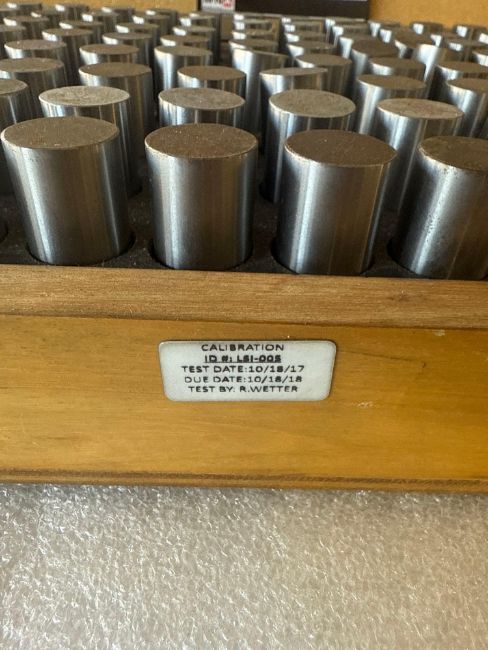 CALIBRATION
ID #: LSI-005
TEST DATE:10/18/17
DUE DATE:10/18/18
TEST BY: R.WETTER